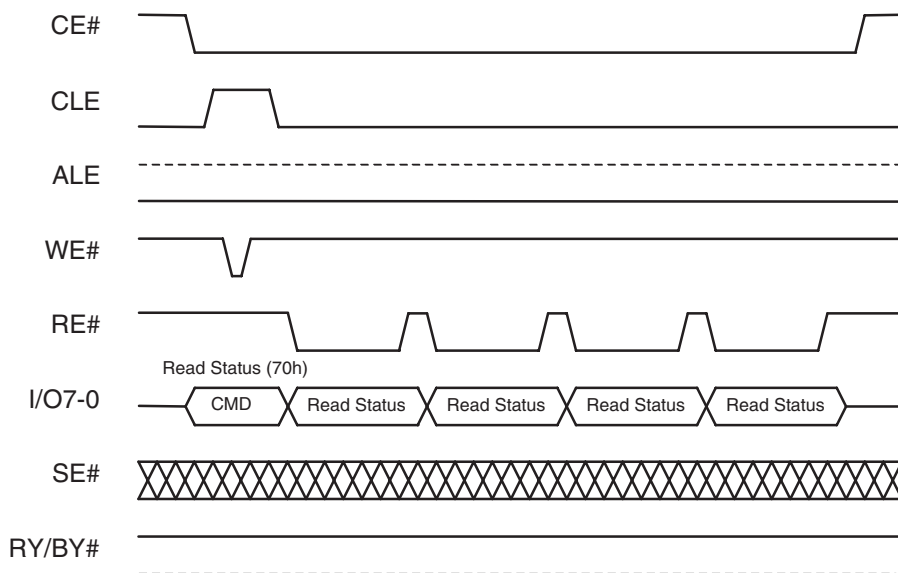 CE#
CLE
ALE
WE#
RE#
Read Status (70h)
I/O7-0 CMD Read Status Read Status Read Status Read Status
SE#
RY/BY#